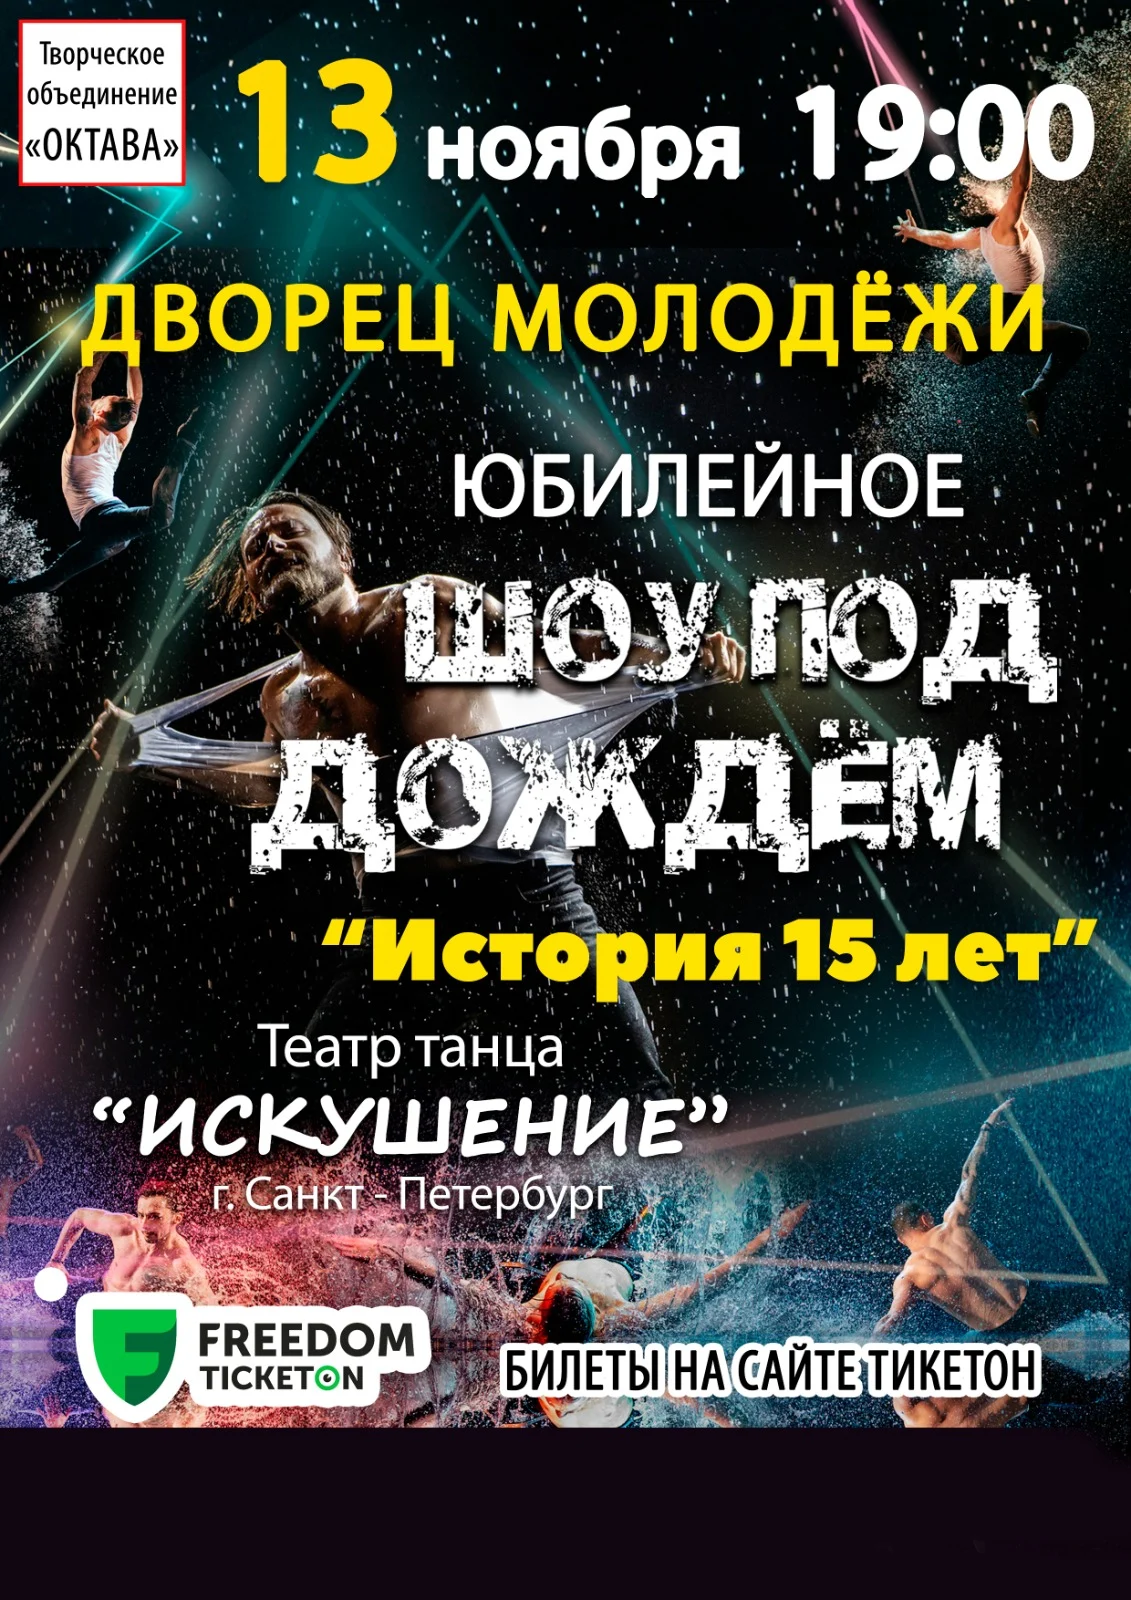 Творческое
объединение
«ОКТАВА»
13 ноября 19:00
ДВОРЕЦ МОЛОДЁЖИ
ЮБИЛЕЙНОЕ
ШОУ ПОД
ДОЖДЁМ
“История 15 лет”
Театр танца
“ИСКУШЕНИЕ”
г. Санкт - Петербург
FREEDOM
TICKETON
БИЛЕТЫ НА САЙТЕ ТИКЕТОН